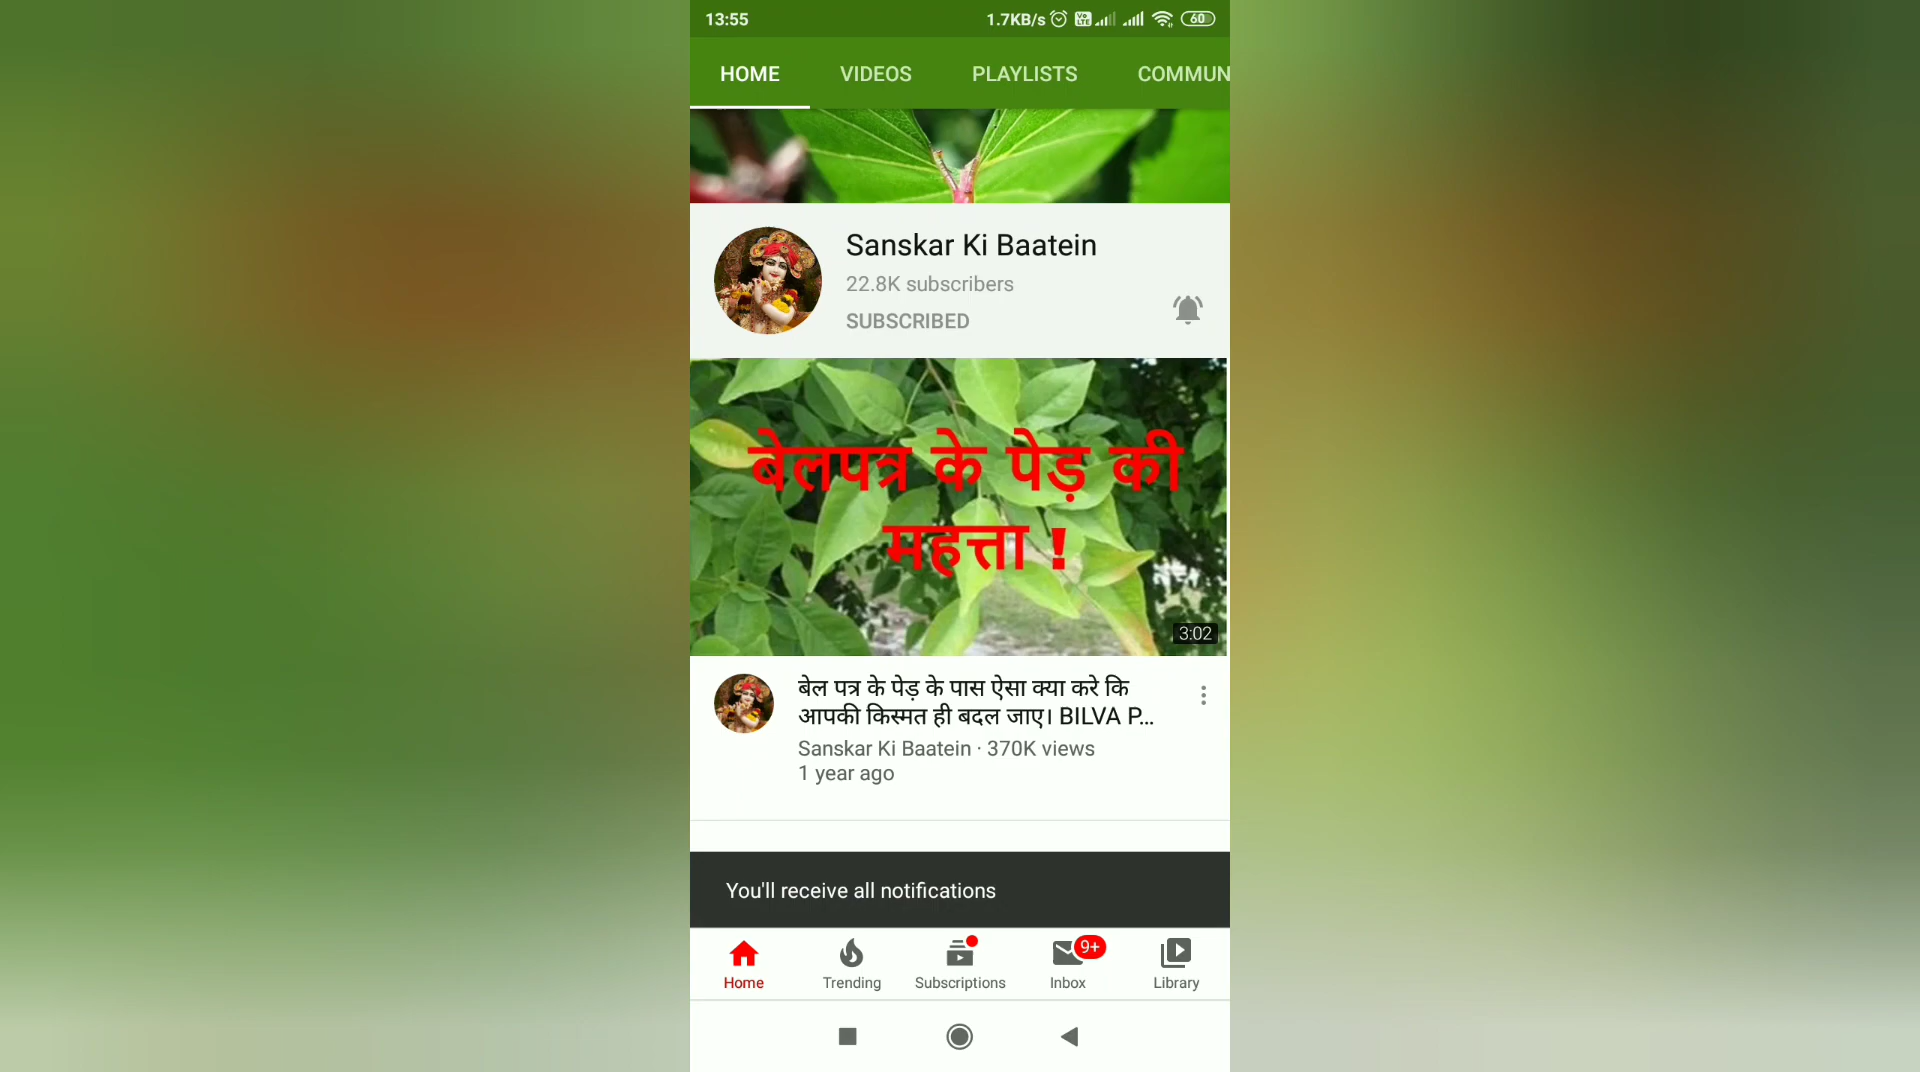 13:55 1.7KB/s Vo LTE 60
HOME VIDEOS PLAYLISTS COMMUN
Sanskar Ki Baatein
22.8K subscribers
SUBSCRIBED
बेलपत्र के पेड़ की
महत्ता !
3:02
बेल पत्र के पेड़ के पास ऐसा क्या करे कि
आपकी किस्मत ही बदल जाए। BILVA P...
Sanskar Ki Baatein · 370K views
1 year ago
You'll receive all notifications
9+
Home Trending Subscriptions Inbox Library